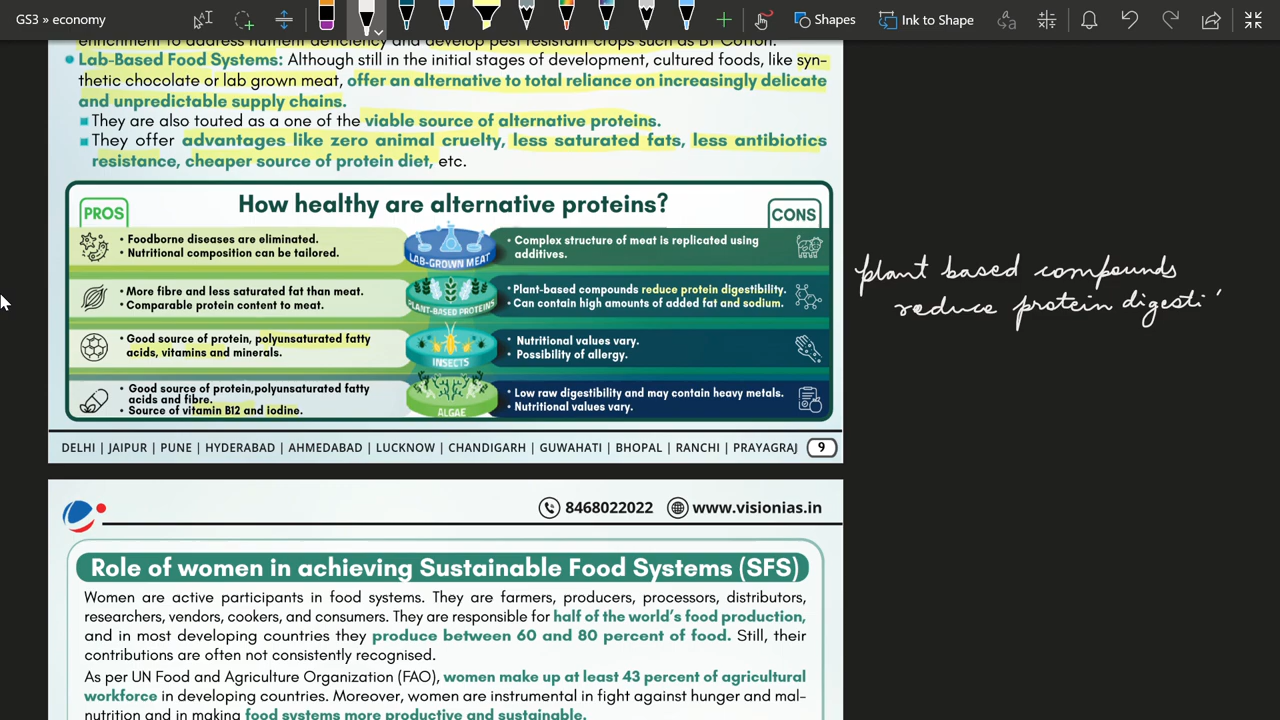 GS3 » economy
Shapes
Ink to Shape
enrichment to address nutrient deficiency and develop pest resistant crops such as BT Cotton.
Lab-Based Food Systems: Although still in the initial stages of development, cultured foods, like syn-
thetic chocolate or lab grown meat, offer an alternative to total reliance on increasingly delicate
and unpredictable supply chains.
They are also touted as a one of the viable source of alternative proteins.
They offer advantages like zero animal cruelty, less saturated fats, less antibiotics
resistance, cheaper source of protein diet, etc.
How healthy are alternative proteins?
PROS
CONS
• Foodborne diseases are eliminated.
• Nutritional composition can be tailored.
LAB-GROWN MEAT
• Complex structure of meat is replicated using
additives.
• More fibre and less saturated fat than meat.
• Comparable protein content to meat.
PLANT-BASED PROTEINS
• Plant-based compounds reduce protein digestibility.
• Can contain high amounts of added fat and sodium.
• Good source of protein, polyunsaturated fatty
acids, vitamins and minerals.
INSECTS
• Nutritional values vary.
• Possibility of allergy.
• Good source of protein,polyunsaturated fatty
acids and fibre.
• Source of vitamin B12 and iodine.
ALGAE
• Low raw digestibility and may contain heavy metals.
• Nutritional values vary.
plant based compounds
reduce protein digesti
DELHI | JAIPUR | PUNE | HYDERABAD | AHMEDABAD | LUCKNOW | CHANDIGARH | GUWAHATI | BHOPAL | RANCHI | PRAYAGRAJ 9
8468022022 www.visionias.in
Role of women in achieving Sustainable Food Systems (SFS)
Women are active participants in food systems. They are farmers, producers, processors, distributors,
researchers, vendors, cookers, and consumers. They are responsible for half of the world's food production,
and in most developing countries they produce between 60 and 80 percent of food. Still, their
contributions are often not consistently recognised.
As per UN Food and Agriculture Organization (FAO), women make up at least 43 percent of agricultural
workforce in developing countries. Moreover, women are instrumental in fight against hunger and mal-
nutrition and in making food systems more productive and sustainable.